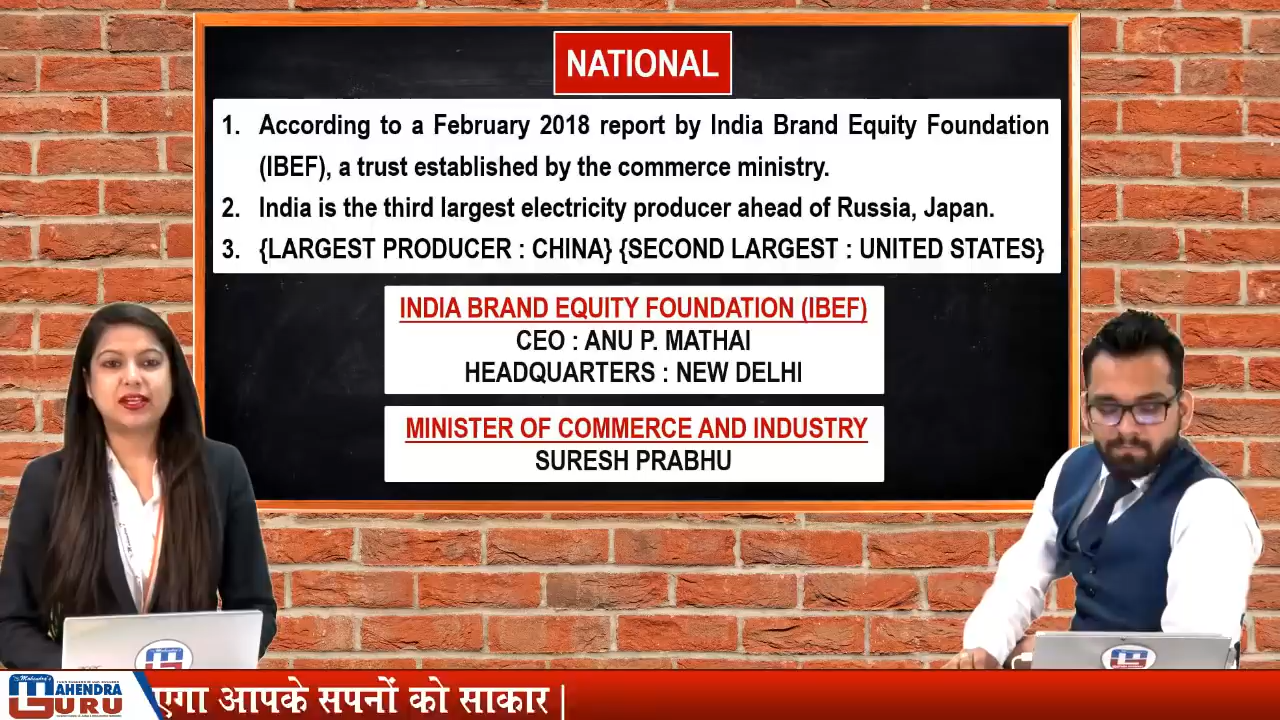 NATIONAL
1. According to a February 2018 report by India Brand Equity Foundation
(IBEF), a trust established by the commerce ministry.
2. India is the third largest electricity producer ahead of Russia, Japan.
3. {LARGEST PRODUCER : CHINA} {SECOND LARGEST : UNITED STATES}
INDIA BRAND EQUITY FOUNDATION (IBEF)
CEO : ANU P. MATHAI
HEADQUARTERS : NEW DELHI
MINISTER OF COMMERCE AND INDUSTRY
SURESH PRABHU
Mahendra's
MAHENDRA
GURU
एगा आपके सपनों को साकार |